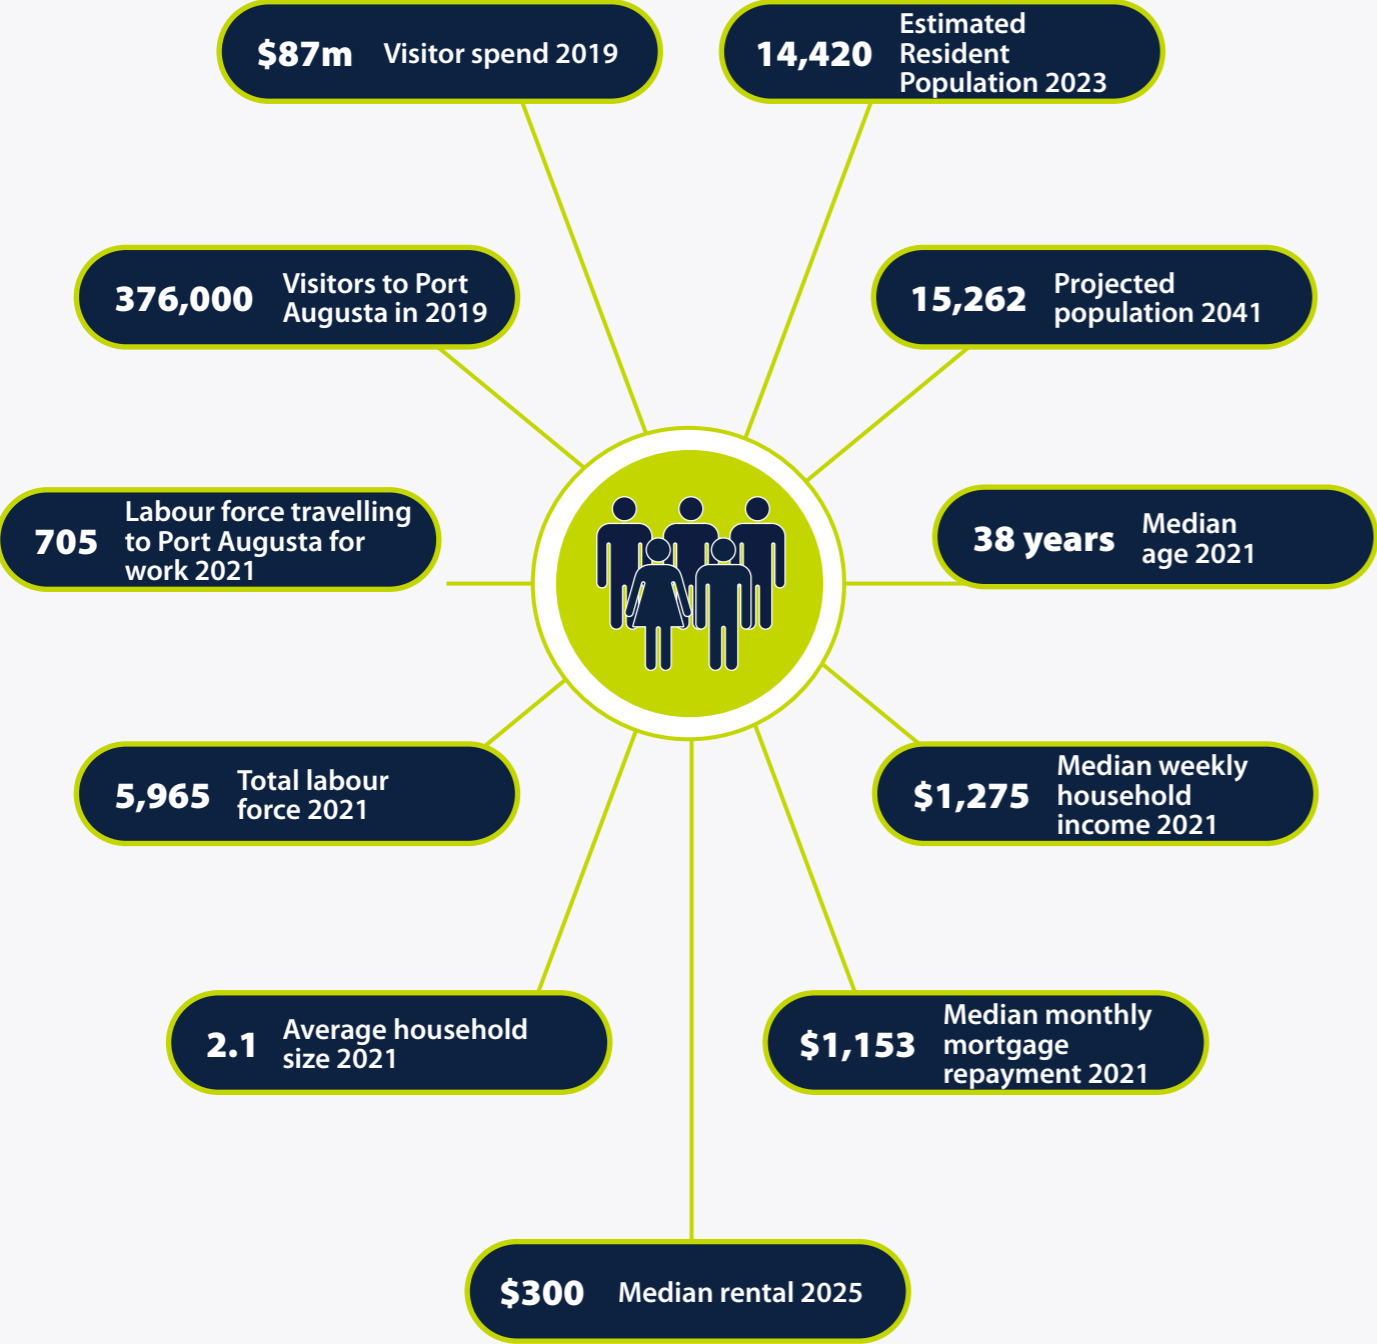 $87m Visitor spend 2019
14,420
Estimated
Resident
Population 2023
376,000
Visitors to Port
Augusta in 2019
15,262
Projected
population 2041
705
Labour force travelling
to Port Augusta for
work 2021
38 years
Median
age 2021
5,965
Total labour
force 2021
$1,275
Median weekly
household
income 2021
2.1
Average household
size 2021
$1,153
Median monthly
mortgage
repayment 2021
$300 Median rental 2025